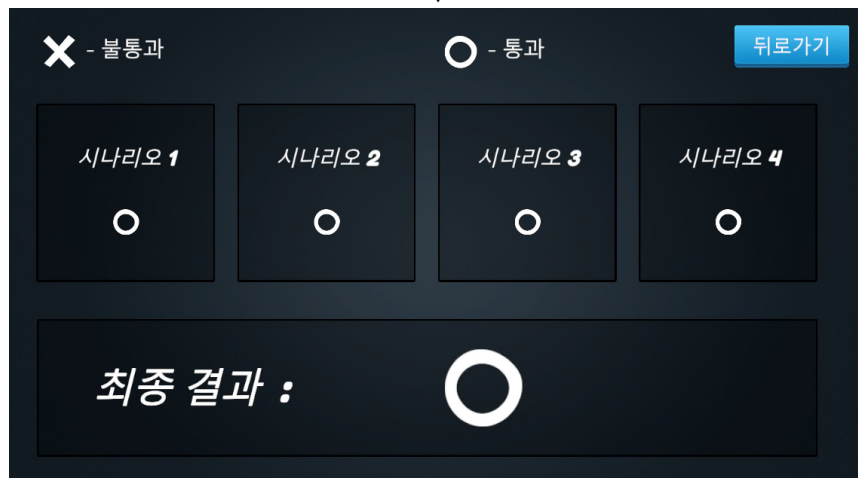 - 불통과
- 통과
뒤로가기
시나리오 1
시나리오 2
시나리오 3
시나리오 4
최종 결과 :